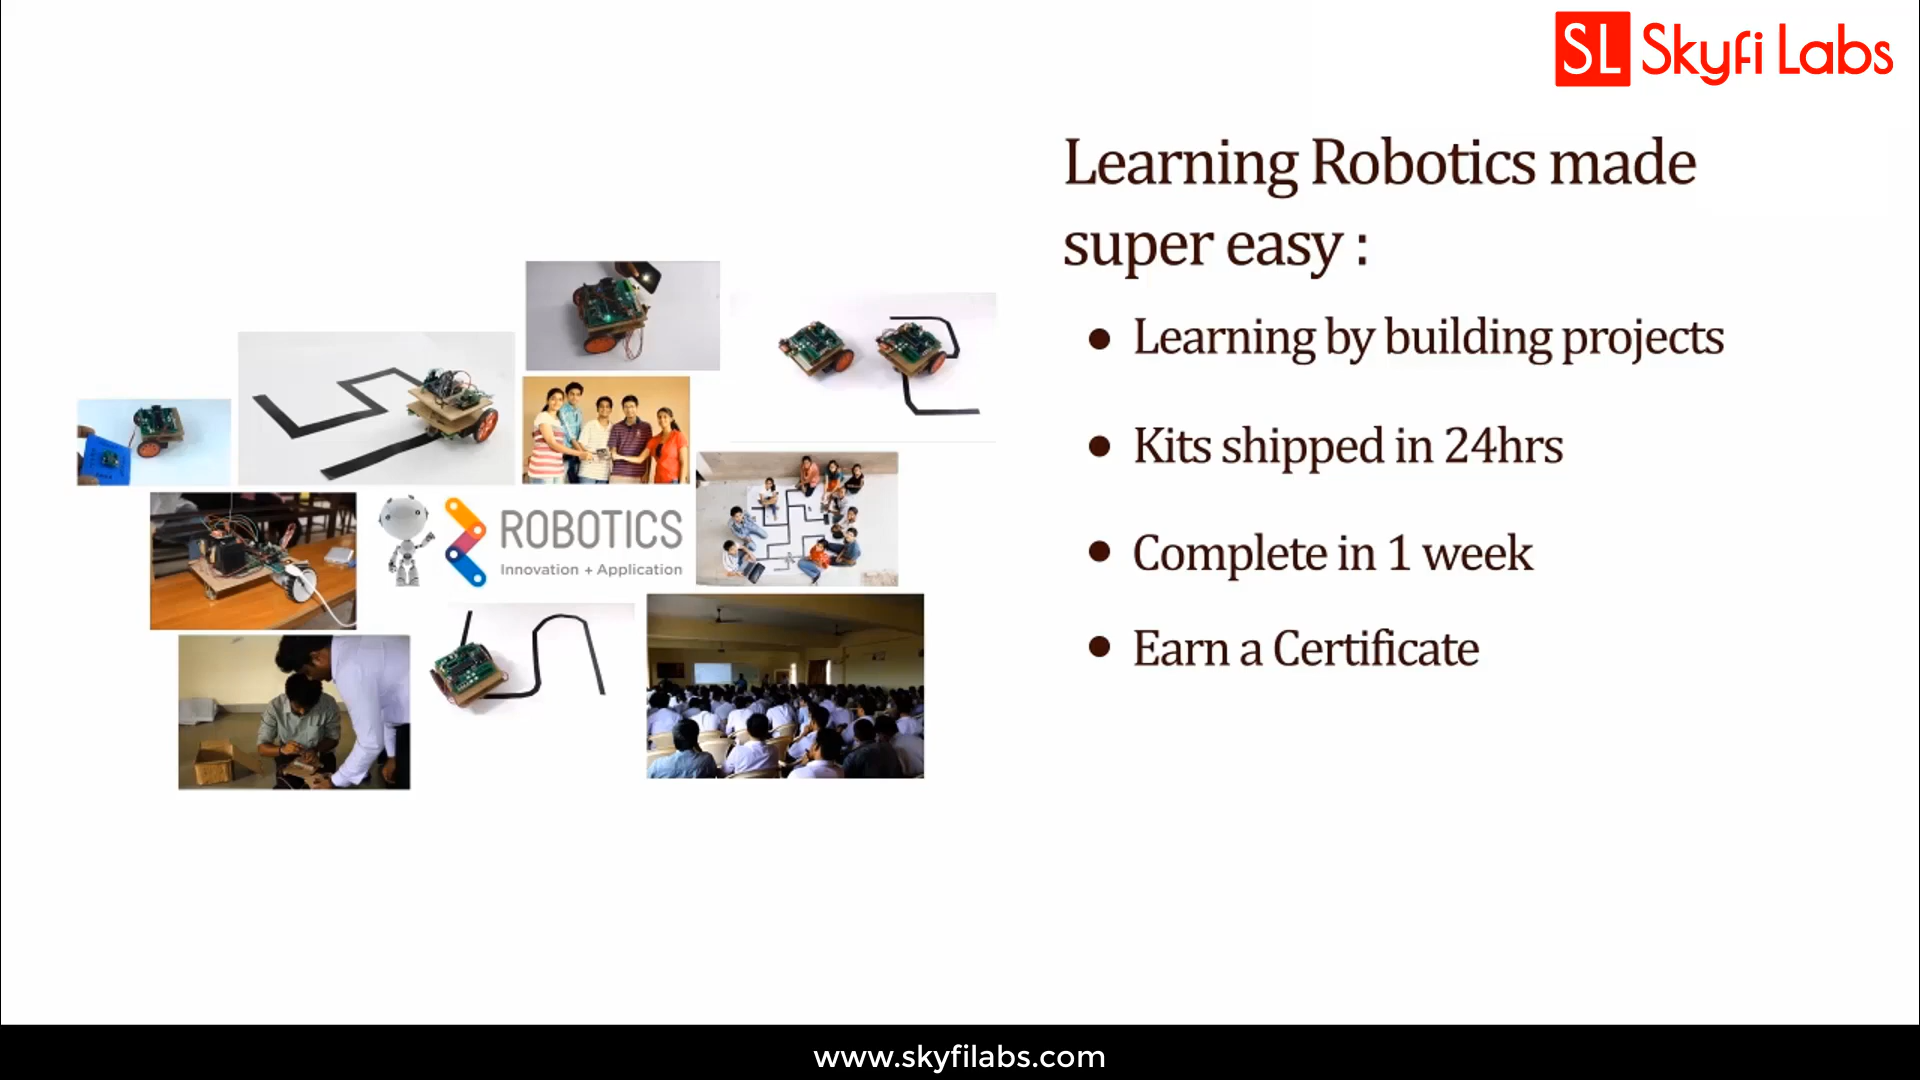 SL Skyfi Labs
Learning Robotics made
super easy :
• Learning by building projects
• Kits shipped in 24hrs
• Complete in 1 week
• Earn a Certificate
ROBOTICS
Innovation + Application
www.skyfilabs.com